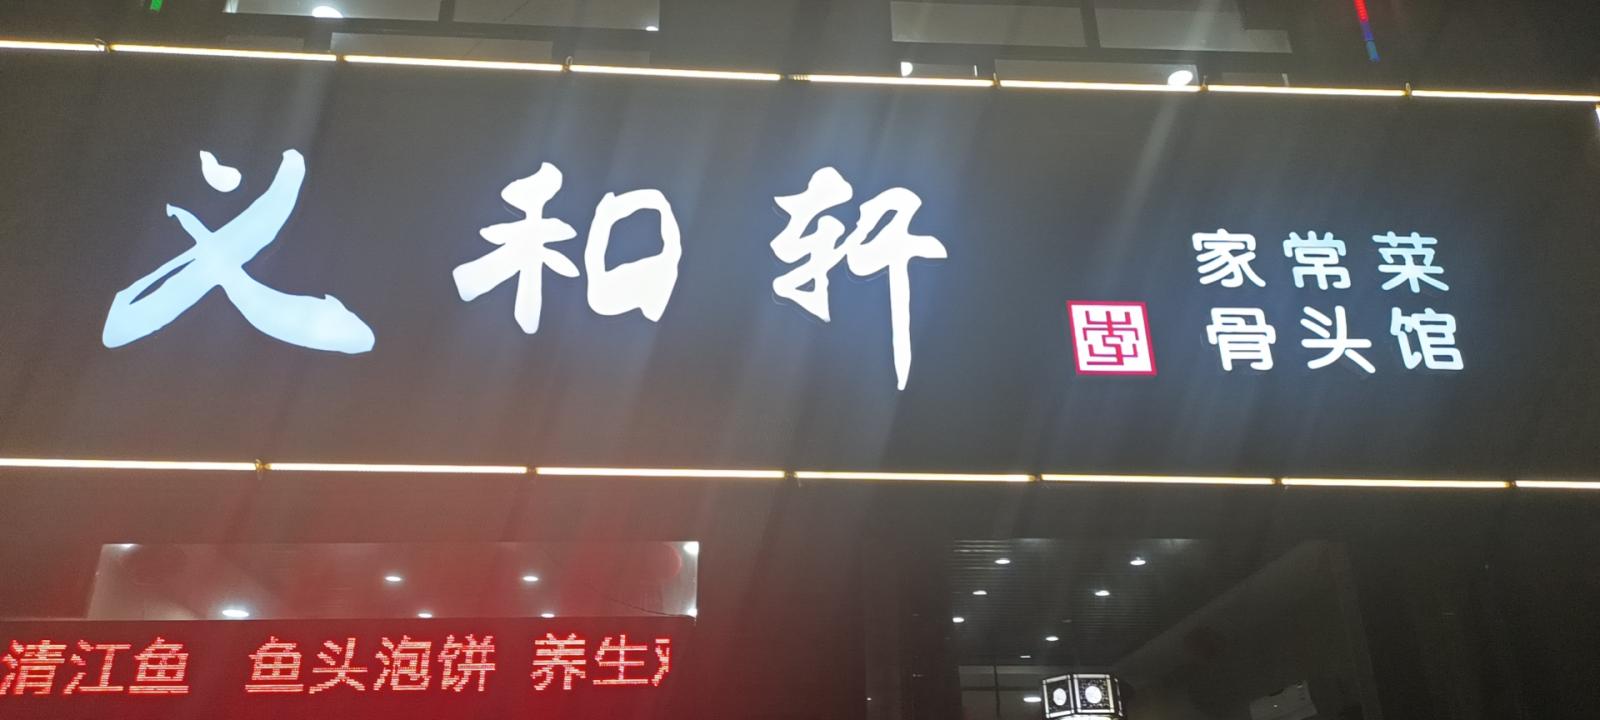 义和轩
家常菜
骨头馆
清江鱼 鱼头泡饼 养生